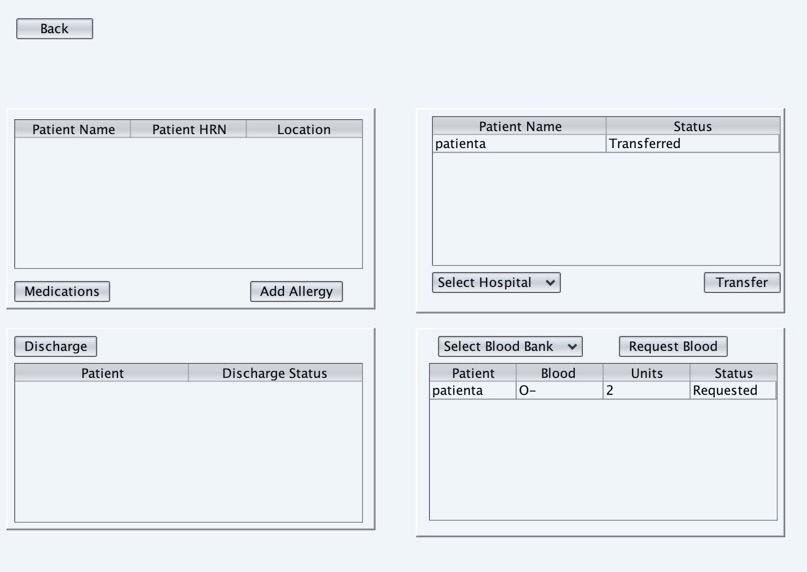 Back
Patient Name Patient HRN Location
Medications Add Allergy
Patient Name Status
patienta Transferred
Select Hospital Transfer
Discharge
Patient Discharge Status
Select Blood Bank Request Blood
Patient Blood Units Status
patienta O- 2 Requested